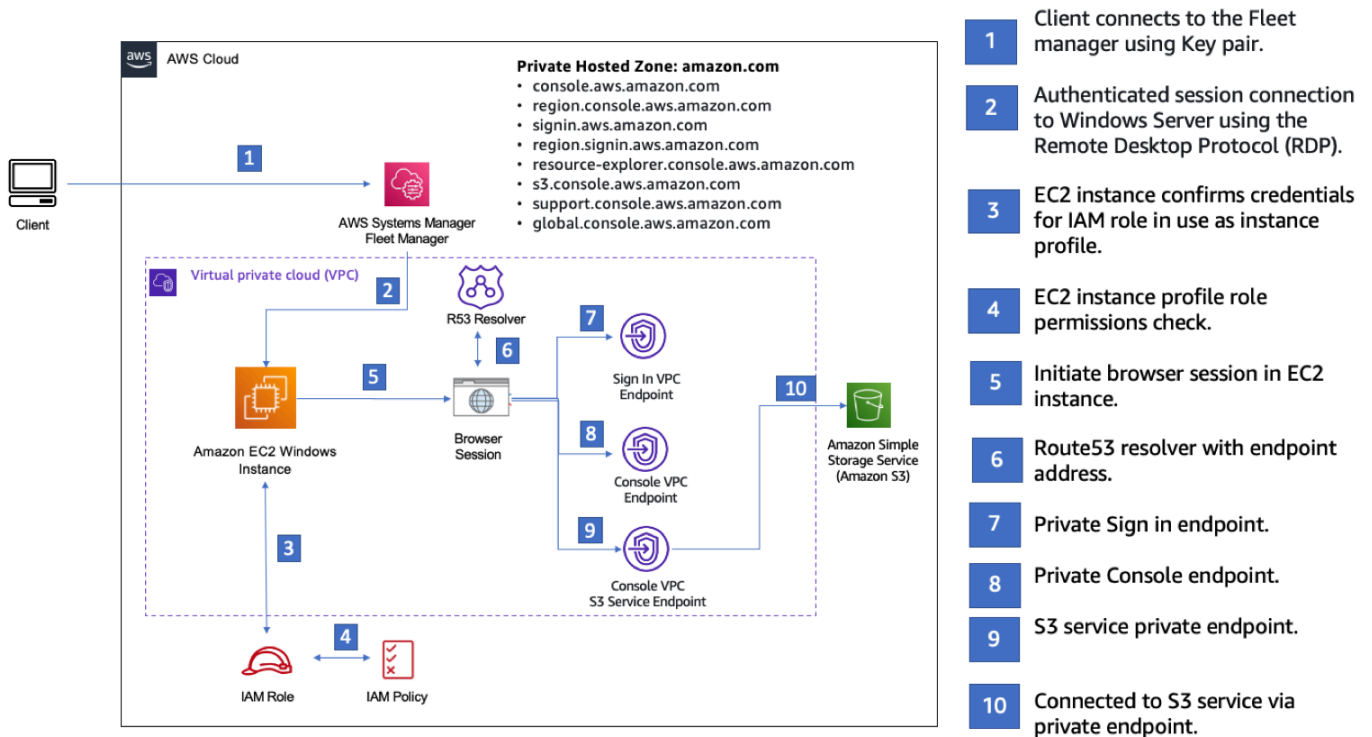 aws
AWS Cloud
Private Hosted Zone: amazon.com
• console.aws.amazon.com
• region.console.aws.amazon.com
• signin.aws.amazon.com
• region.signin.aws.amazon.com
• resource-explorer.console.aws.amazon.com
• s3.console.aws.amazon.com
• support.console.aws.amazon.com
• global.console.aws.amazon.com
1
Client
AWS Systems Manager
Fleet Manager
Virtual private cloud (VPC)
2
R53 Resolver
6
5
Amazon EC2 Windows
Instance
Browser
Session
7
Sign In VPC
Endpoint
8
Console VPC
Endpoint
9
Console VPC
S3 Service Endpoint
10
Amazon Simple
Storage Service
(Amazon S3)
3
4
IAM Role
IAM Policy
1
Client connects to the Fleet
manager using Key pair.
2
Authenticated session connection
to Windows Server using the
Remote Desktop Protocol (RDP).
3
EC2 instance confirms credentials
for IAM role in use as instance
profile.
4
EC2 instance profile role
permissions check.
5
Initiate browser session in EC2
instance.
6
Route53 resolver with endpoint
address.
7
Private Sign in endpoint.
8
Private Console endpoint.
9
S3 service private endpoint.
10
Connected to S3 service via
private endpoint.